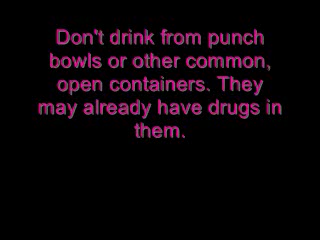 Don't drink from punch
bowls or other common,
open containers. They
may already have drugs in
them.